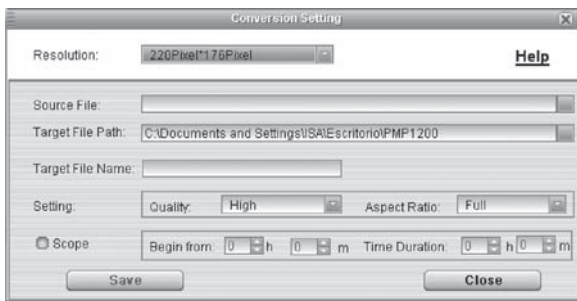 Conversion Setting
Resolution: 220Pixel*176Pixel Help
Source File:
Target File Path: C:\Documents and Settings\ISA\Escritorio\PMP1200
Target File Name:
Setting: Quality: High Aspect Ratio: Full
Scope Begin from: 0 h 0 m Time Duration: 0 h 0 m
Save Close